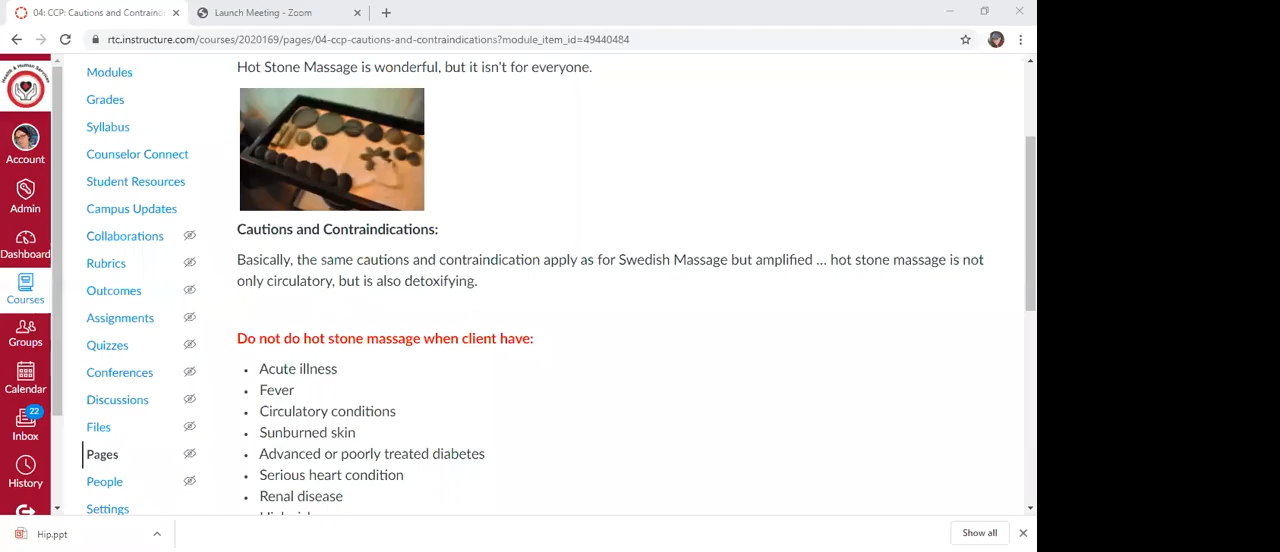 04: CCP: Cautions and Contraind
Launch Meeting - Zoom
rtc.instructure.com/courses/2020169/pages/04-ccp-cautions-and-contraindications?module_item_id=49440484
Health & Human Services
Account
Admin
Dashboard
Courses
Groups
Calendar
22
Inbox
History
Modules
Grades
Syllabus
Counselor Connect
Student Resources
Campus Updates
Collaborations
Rubrics
Outcomes
Assignments
Quizzes
Conferences
Discussions
Files
Pages
People
Settings
Hot Stone Massage is wonderful, but it isn't for everyone.
Cautions and Contraindications:
Basically, the same cautions and contraindication apply as for Swedish Massage but amplified ... hot stone massage is not
only circulatory, but is also detoxifying.
Do not do hot stone massage when client have:
• Acute illness
• Fever
• Circulatory conditions
• Sunburned skin
• Advanced or poorly treated diabetes
• Serious heart condition
• Renal disease
Hip.ppt
Show all